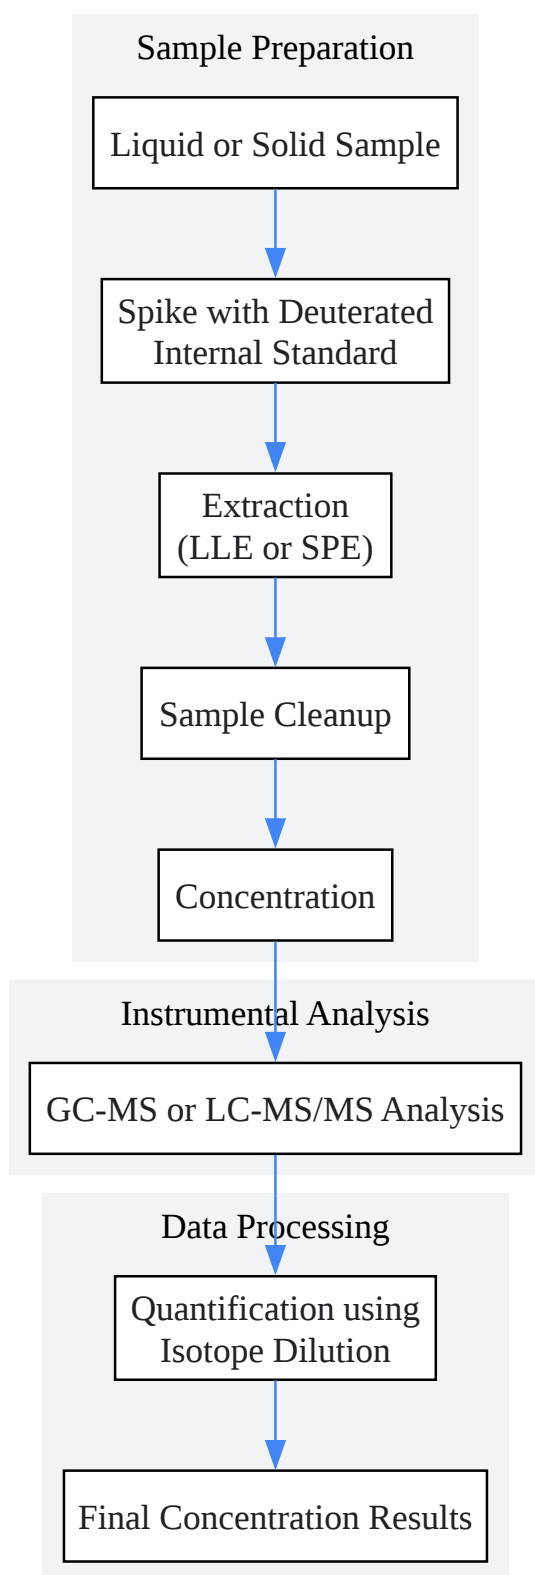 Sample Preparation
Liquid or Solid Sample
Spike with Deuterated
Internal Standard
Extraction
(LLE or SPE)
Sample Cleanup
Concentration
Instrumental Analysis
GC-MS or LC-MS/MS Analysis
Data Processing
Quantification using
Isotope Dilution
Final Concentration Results